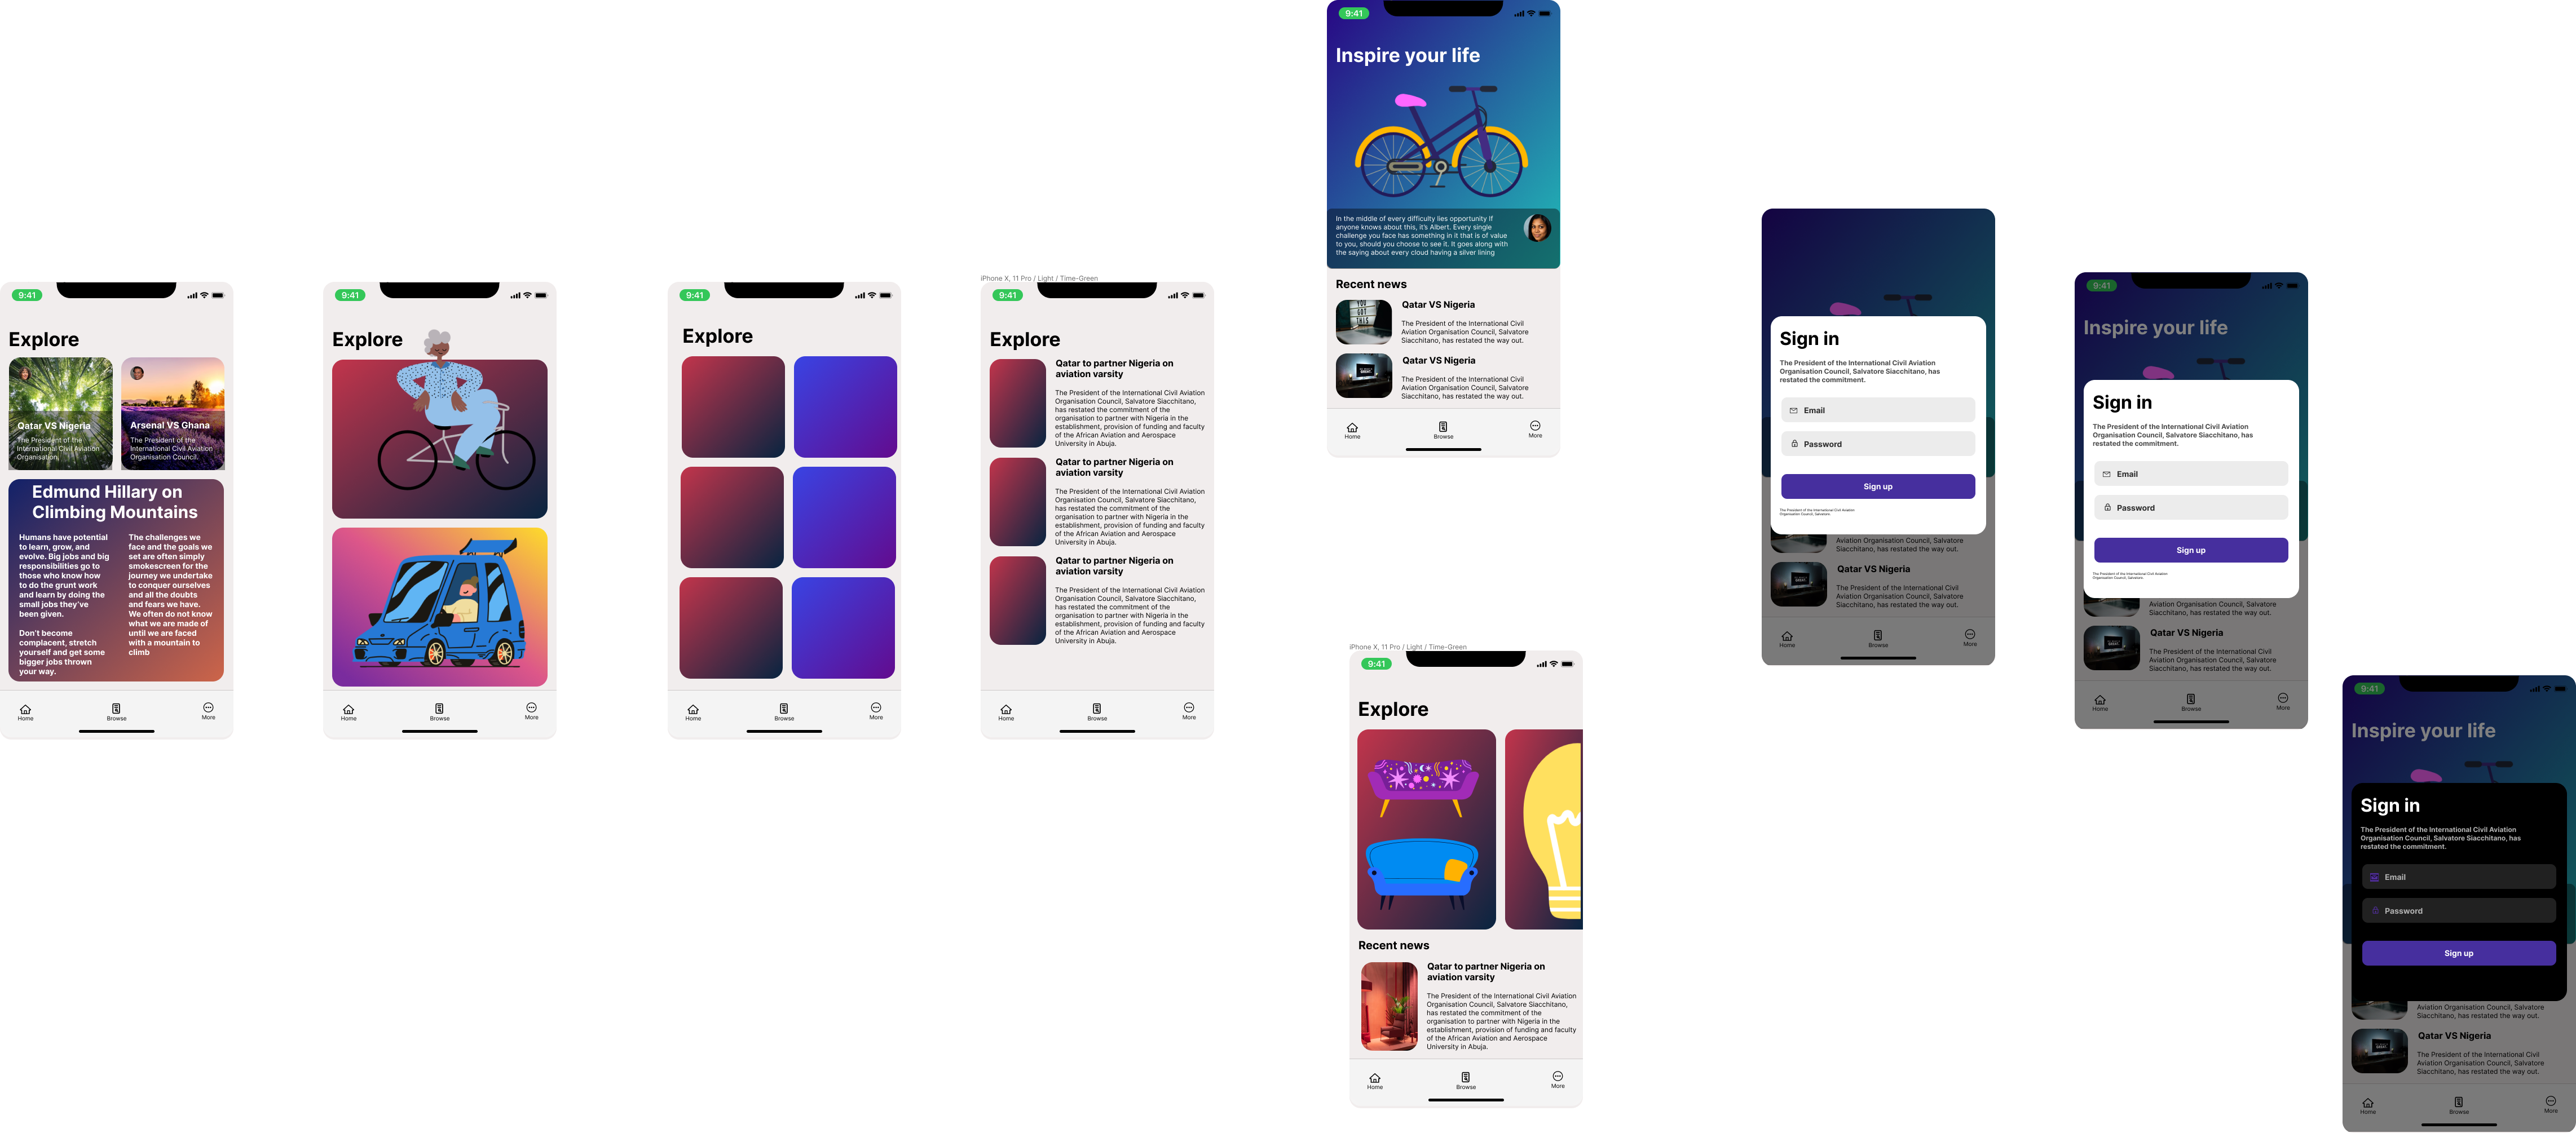 9:41
Explore
Qatar VS Nigeria
The President of the
International Civil Aviation
Organisation,
Arsenal VS Ghana
The President of the
International Civil Aviation
Organisation Council.
Edmund Hillary on
Climbing Mountains
Humans have potential
to learn, grow, and
evolve. Big jobs and big
responsibilities go to
those who know how
to do the grunt work
and learn by doing the
small jobs they've
been given.
Don't become
complacent, stretch
yourself and get some
bigger jobs thrown
your way.
The challenges we
face and the goals we
set are often simply
smokescreen for the
journey we undertake
to conquer ourselves
and all the doubts
and fears we have.
We often do not know
what we are made of
until we are faced
with a mountain to
climb
Home
Browse
More
9:41
Explore
Home
Browse
More
9:41
Explore
Home
Browse
More
iPhone X, 11 Pro / Light / Time-Green
9:41
Explore
Qatar to partner Nigeria on
aviation varsity
The President of the International Civil Aviation
Organisation Council, Salvatore Siacchitano,
has restated the commitment of the
organisation to partner with Nigeria in the
establishment, provision of funding and faculty
of the African Aviation and Aerospace
University in Abuja.
Qatar to partner Nigeria on
aviation varsity
The President of the International Civil Aviation
Organisation Council, Salvatore Siacchitano,
has restated the commitment of the
organisation to partner with Nigeria in the
establishment, provision of funding and faculty
of the African Aviation and Aerospace
University in Abuja.
Qatar to partner Nigeria on
aviation varsity
The President of the International Civil Aviation
Organisation Council, Salvatore Siacchitano,
has restated the commitment of the
organisation to partner with Nigeria in the
establishment, provision of funding and faculty
of the African Aviation and Aerospace
University in Abuja.
Home
Browse
More
9:41
Inspire your life
In the middle of every difficulty lies opportunity If
anyone knows about this, it's Albert. Every single
challenge you face has something in it that is of value
to you, should you choose to see it. It goes along with
the saying about every cloud having a silver lining
Recent news
YOU
GOT
THIS
Qatar VS Nigeria
The President of the International Civil
Aviation Organisation Council, Salvatore
Siacchitano, has restated the way out.
Qatar VS Nigeria
The President of the International Civil
Aviation Organisation Council, Salvatore
Siacchitano, has restated the way out.
Home
Browse
More
iPhone X, 11 Pro / Light / Time-Green
9:41
Explore
Recent news
Qatar to partner Nigeria on
aviation varsity
The President of the International Civil Aviation
Organisation Council, Salvatore Siacchitano,
has restated the commitment of the
organisation to partner with Nigeria in the
establishment, provision of funding and faculty
of the African Aviation and Aerospace
University in Abuja.
Home
Browse
More
Sign in
The President of the International Civil Aviation
Organisation Council, Salvatore Siacchitano, has
restated the commitment.
Email
Password
Sign up
The President of the International Civil Aviation
Organisation Council, Salvatore.
Aviation Organisation Council, Salvatore
Siacchitano, has restated the way out.
Qatar VS Nigeria
The President of the International Civil
Aviation Organisation Council, Salvatore
Siacchitano, has restated the way out.
Home
Browse
More
9:41
Inspire your life
Sign in
The President of the International Civil Aviation
Organisation Council, Salvatore Siacchitano, has
restated the commitment.
Email
Password
Sign up
The President of the International Civil Aviation
Organisation Council, Salvatore.
Aviation Organisation Council, Salvatore
Siacchitano, has restated the way out.
Qatar VS Nigeria
The President of the International Civil
Aviation Organisation Council, Salvatore
Siacchitano, has restated the way out.
Home
Browse
More
9:41
Inspire your life
Sign in
The President of the International Civil Aviation
Organisation Council, Salvatore Siacchitano, has
restated the commitment.
Email
Password
Sign up
Aviation Organisation Council, Salvatore
Siacchitano, has restated the way out.
Qatar VS Nigeria
The President of the International Civil
Aviation Organisation Council, Salvatore
Siacchitano, has restated the way out.
Home
Browse
More